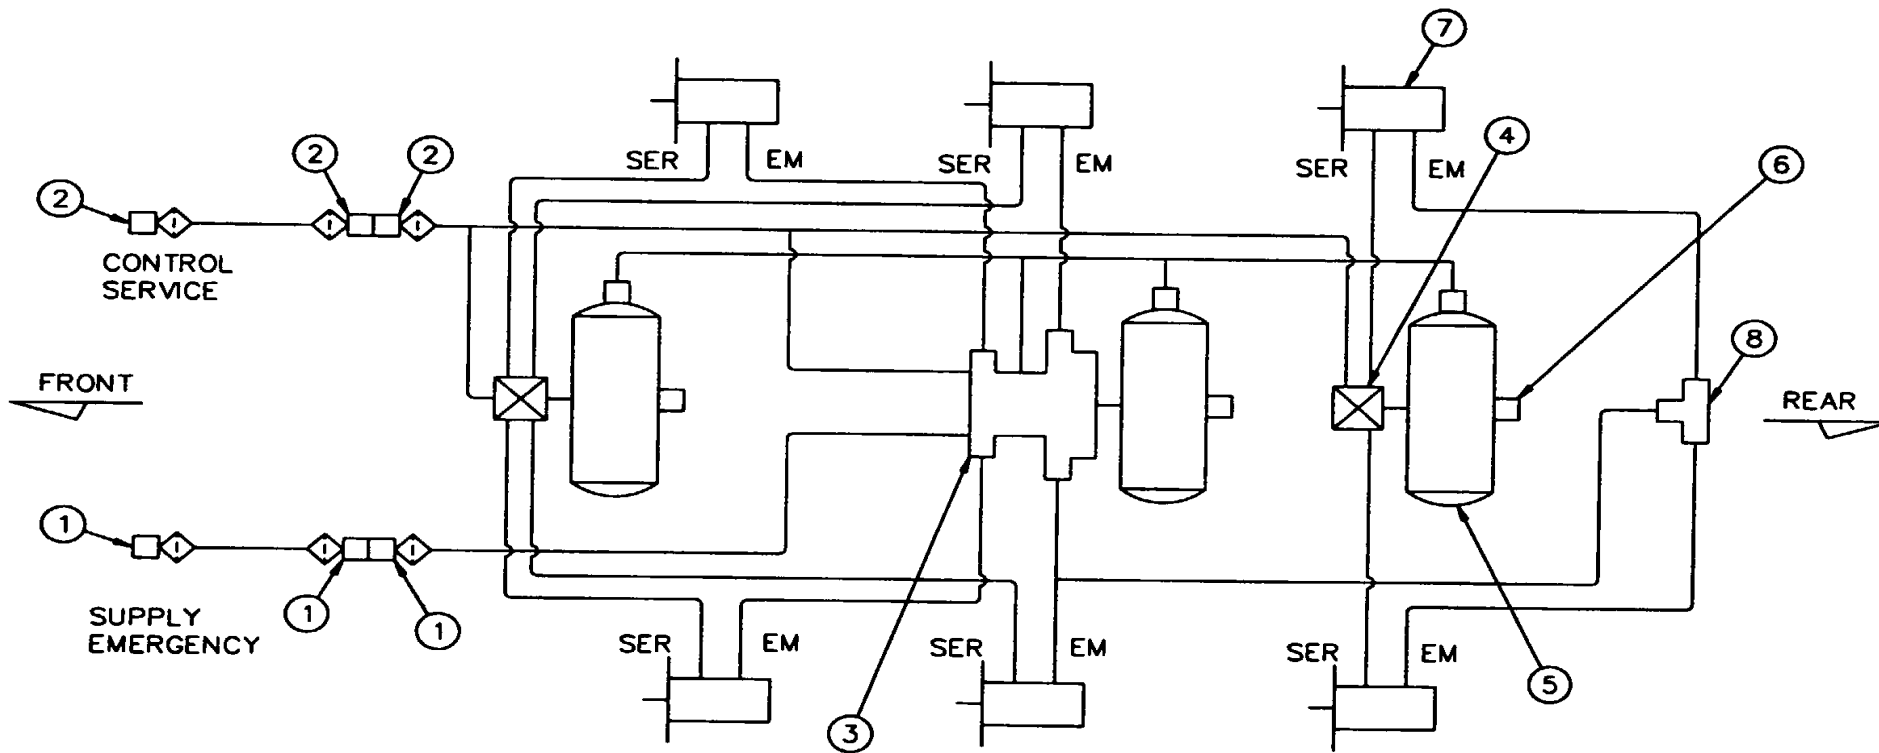 7
SER EM
SER EM
SER EM
4
6
2
2
2
CONTROL
SERVICE
FRONT
8
REAR
1
1
1
SUPPLY
EMERGENCY
SER EM
SER EM
SER EM
5
3